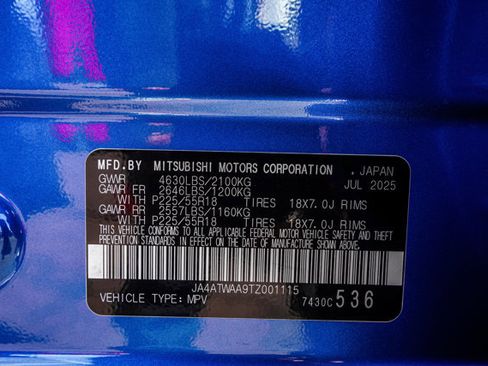 MFD.BY MITSUBISHI MOTORS CORPORATION . JAPAN
GVWR 4630LBS/2100KG JUL 2025
GAWR FR 2646LBS/1200KG
WITH P225/55R18 TIRES 18X7.0J RIMS
GAWR RR 2557LBS/1160KG
WITH P225/55R18 TIRES 18X7.0J RIMS
THIS VEHICLE CONFORMS TO ALL APPLICABLE FEDERAL MOTOR VEHICLE SAFETY AND THEFT
PREVENTION STANDARDS IN EFFECT ON THE DATE OF MANUFACTURE SHOWN ABOVE.
JA4ATWAA9TZ001115
VEHICLE TYPE: MPV 7430C 536